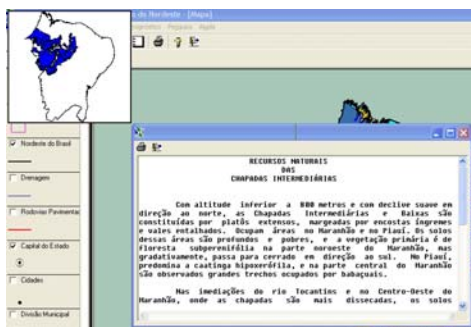 do Nordeste - [Mapa]
Pesquisa Ajuda
Nordeste do Brasil
Drenagem
Rodovias Pavimentac
Capital do Estado
Cidades
Divisão Municipal
RECURSOS NATURAIS
DAS
CHAPADAS INTERMEDIÁRIAS
Com altitude inferior a 800 metros e com declive suave em
direção ao norte, as Chapadas Intermediárias e Baixas são
constituídas por platôs extensos, margeadas por encostas íngremes
e vales entalhados. Ocupam áreas no Maranhão e no Piauí. Os solos
dessas áreas são profundos e pobres, e a vegetação primária é de
floresta subperenifólia na parte noroeste do Maranhão, mas
gradativamente, passa para cerrado em direção ao sul. No Piauí,
predomina a caatinga hipoxerófila, e na parte central do Maranhão
são observados grandes trechos ocupados por babaçuais.
Nas imediações do rio Tocantins e no Centro-Oeste do
Maranhão, onde as chapadas são mais dissecadas, os solos